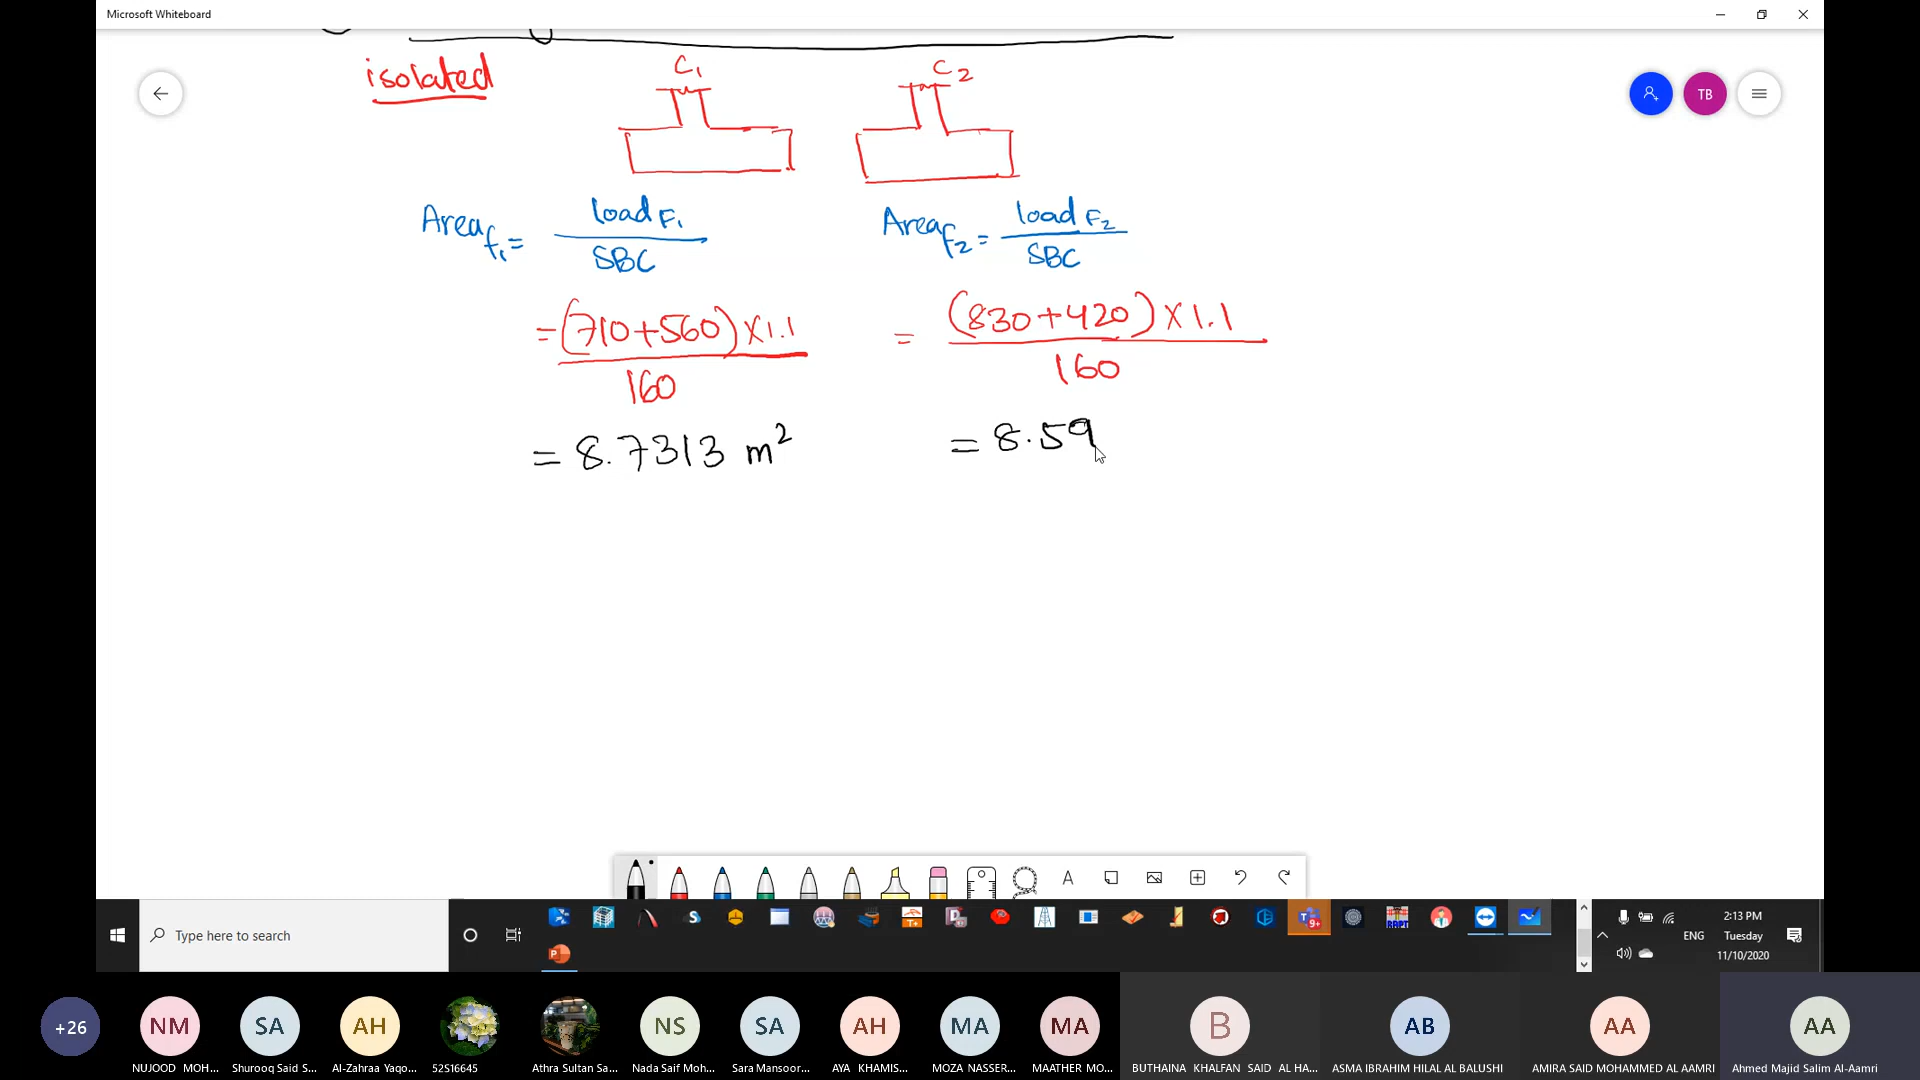 Microsoft Whiteboard
isolated
C1 C2
TB
Area f1 = load F1 / SBC
Area f2 = load F2 / SBC
= (710+560) X 1.1 / 160
= (830+420) X 1.1 / 160
= 8.7313 m²
= 8.59
A
Type here to search
9+
ENG
2:13 PM
Tuesday
11/10/2020
+26
NM
SA
AH
NS
SA
AH
MA
MA
B
AB
AA
AA
NUJOOD MOH...
Shurooq Said S...
Al-Zahraa Yaqo...
52S16645
Athra Sultan Sa...
Nada Saif Moh...
Sara Mansoor...
AYA KHAMIS...
MOZA NASSER...
MAATHER MO...
BUTHAINA KHALFAN SAID AL HA...
ASMA IBRAHIM HILAL AL BALUSHI
AMIRA SAID MOHAMMED AL AAMRI
Ahmed Majid Salim Al-Aamri